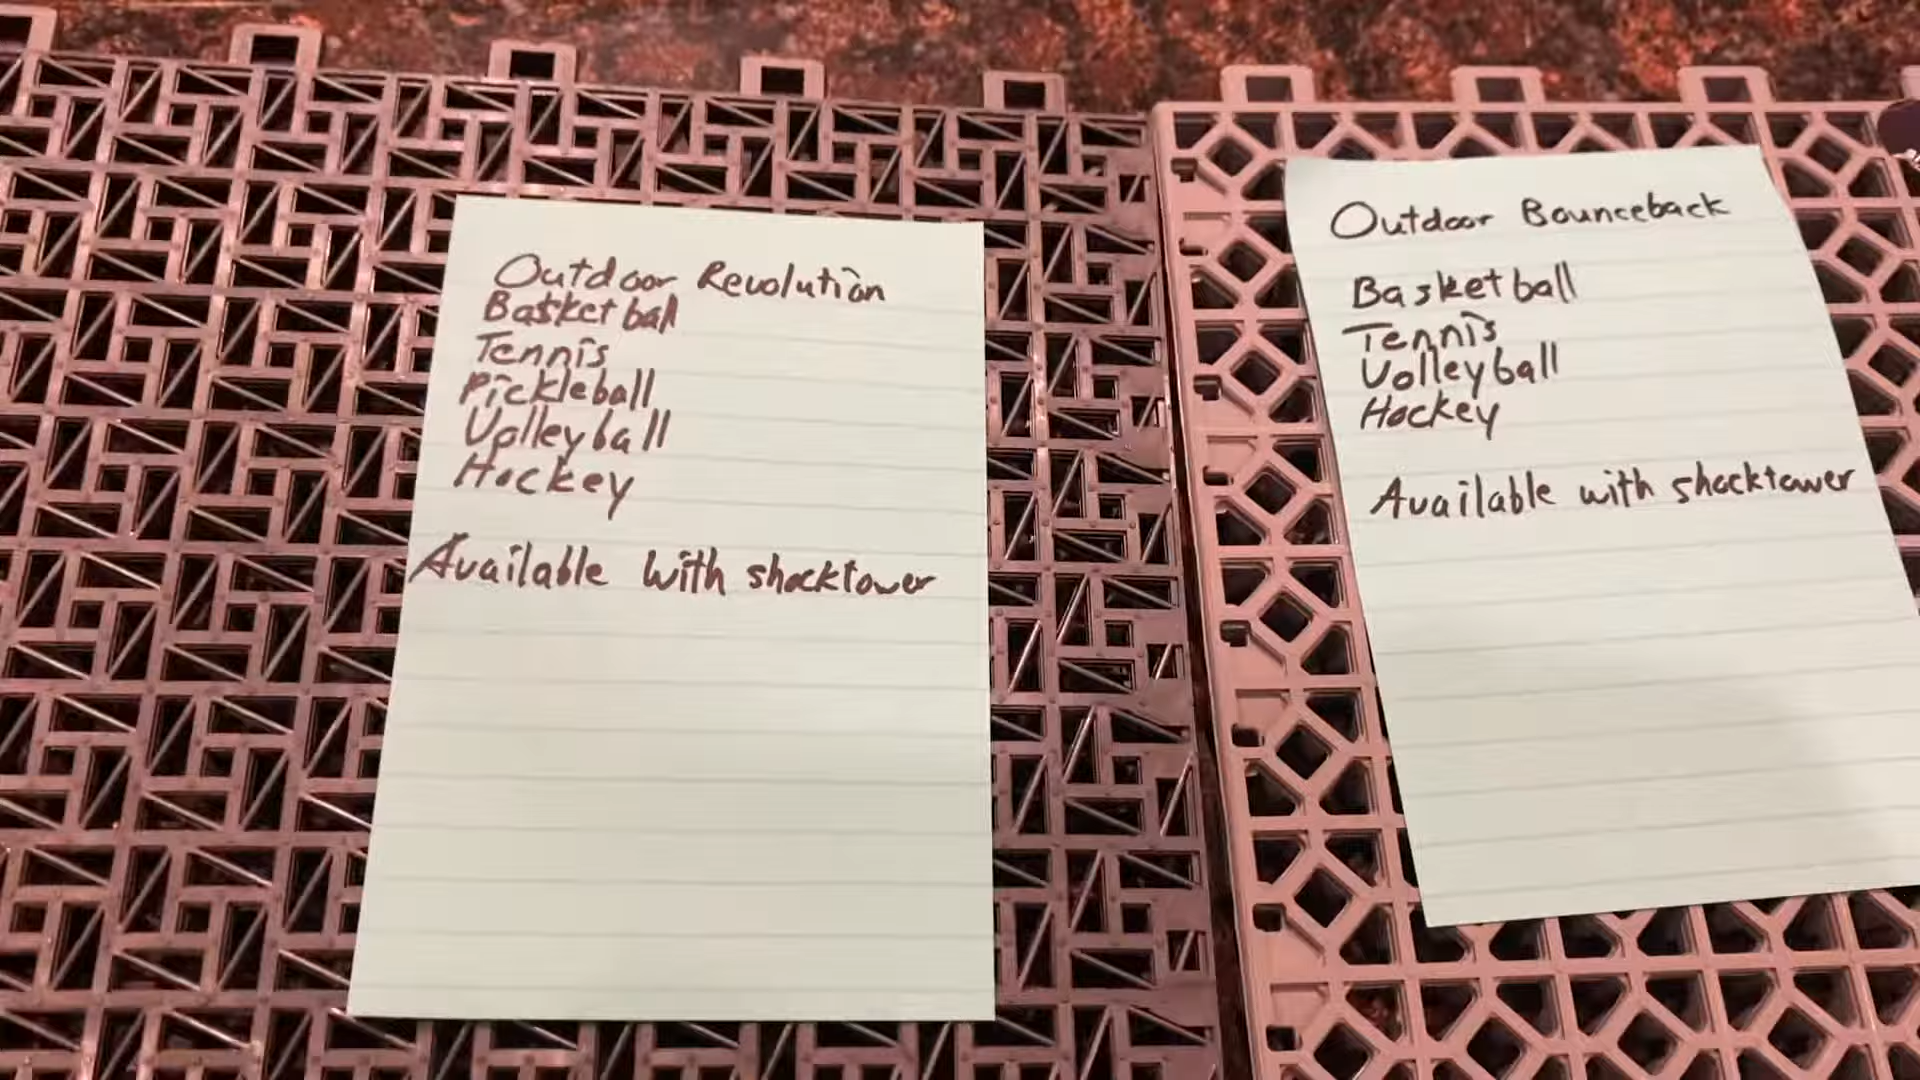 Outdoor Revolution
Basketball
Tennis
Pickleball
Volleyball
Hockey
Available with shocktower
Outdoor Bounceback
Basketball
Tennis
Volleyball
Hockey
Available with shocktower